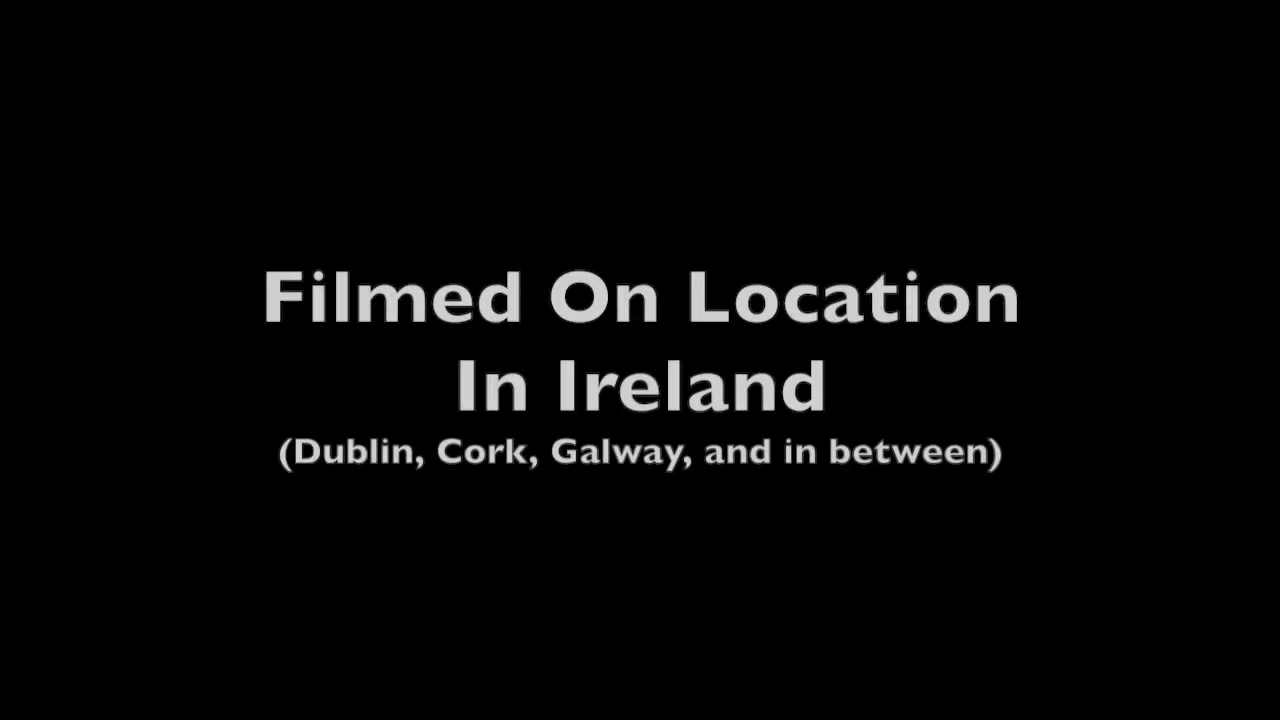 Filmed On Location
In Ireland
(Dublin, Cork, Galway, and in between)